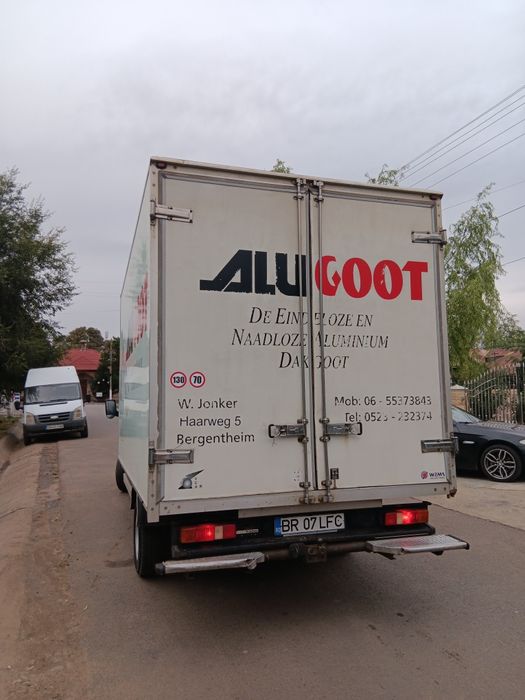 ALUGOOT
DE EINDELOZE EN
NAADLOZE ALUMINIUM
DAKGOOT
130 70
W. Jonker
Haarweg 5
Bergentheim
Mob: 06 - 55373843
Tel: 0523 - 232374
WEMS
BR 07 LFC